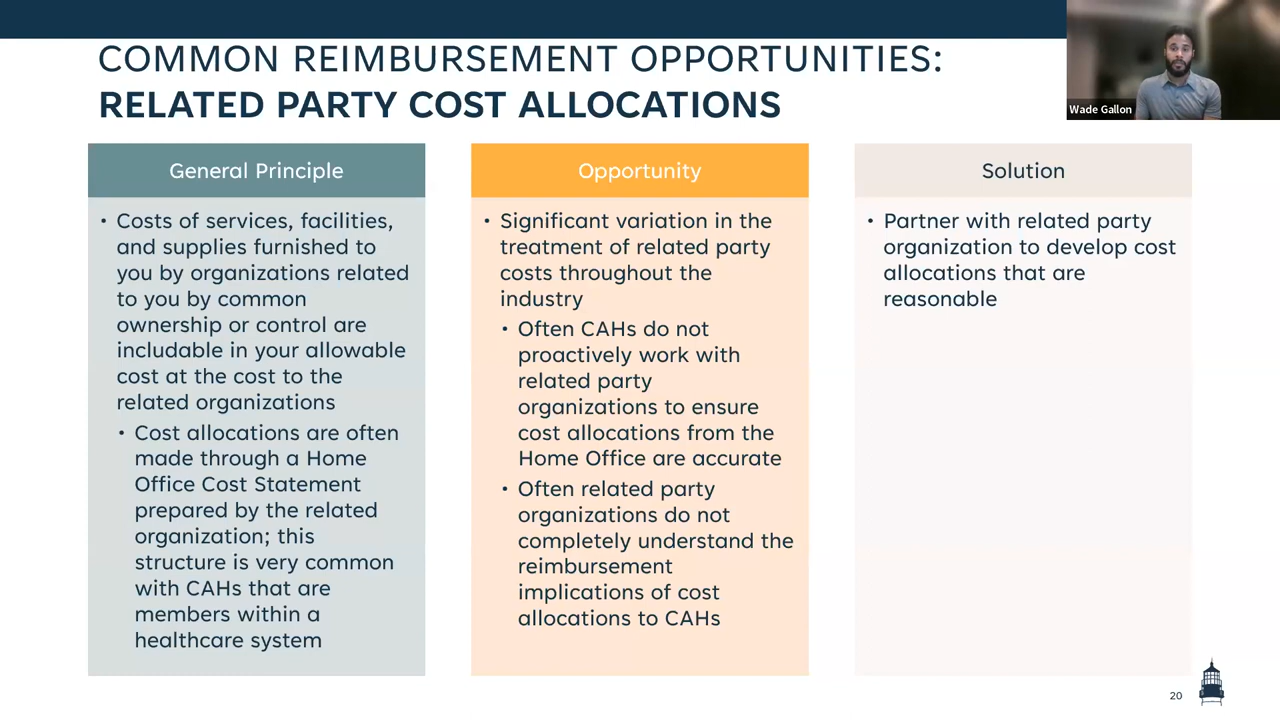 COMMON REIMBURSEMENT OPPORTUNITIES:
RELATED PARTY COST ALLOCATIONS
Wade Gallon
General Principle
• Costs of services, facilities,
and supplies furnished to
you by organizations related
to you by common
ownership or control are
includable in your allowable
cost at the cost to the
related organizations
• Cost allocations are often
made through a Home
Office Cost Statement
prepared by the related
organization; this
structure is very common
with CAHs that are
members within a
healthcare system
Opportunity
• Significant variation in the
treatment of related party
costs throughout the
industry
• Often CAHs do not
proactively work with
related party
organizations to ensure
cost allocations from the
Home Office are accurate
• Often related party
organizations do not
completely understand the
reimbursement
implications of cost
allocations to CAHs
Solution
• Partner with related party
organization to develop cost
allocations that are
reasonable
20